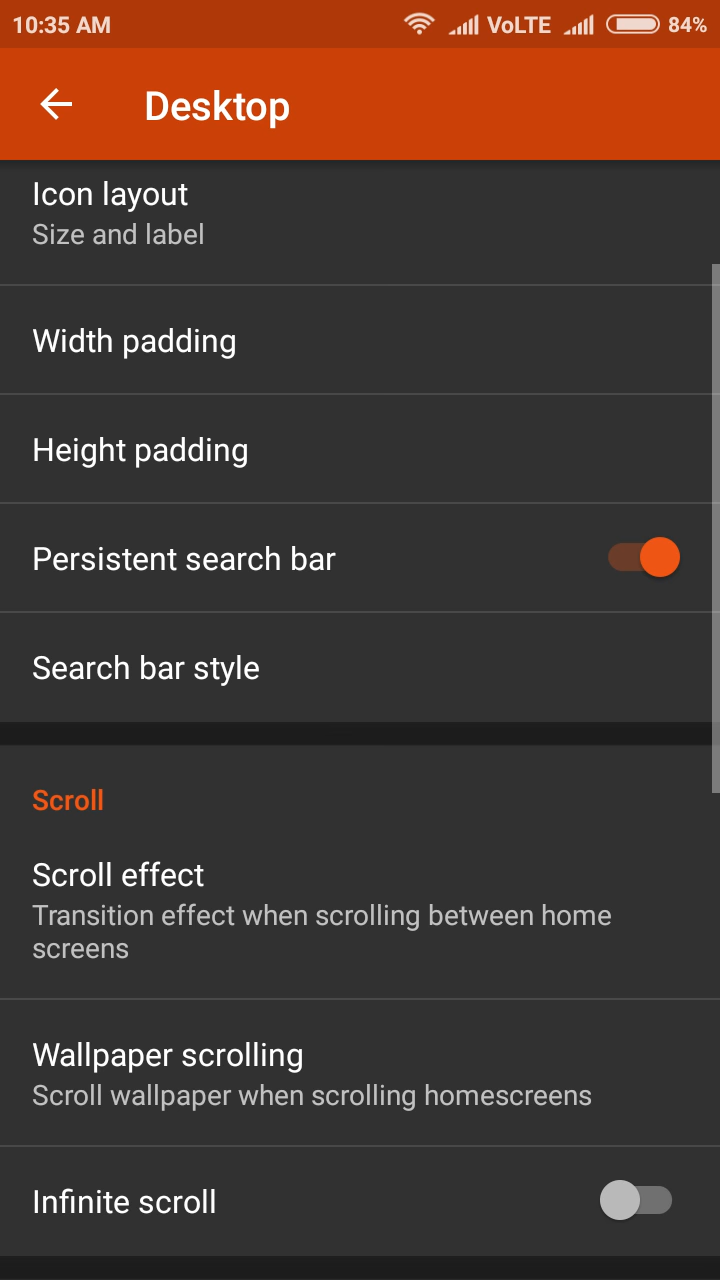 10:35 AM VoLTE 84%
Desktop
Icon layout
Size and label
Width padding
Height padding
Persistent search bar
Search bar style
Scroll
Scroll effect
Transition effect when scrolling between home
screens
Wallpaper scrolling
Scroll wallpaper when scrolling homescreens
Infinite scroll